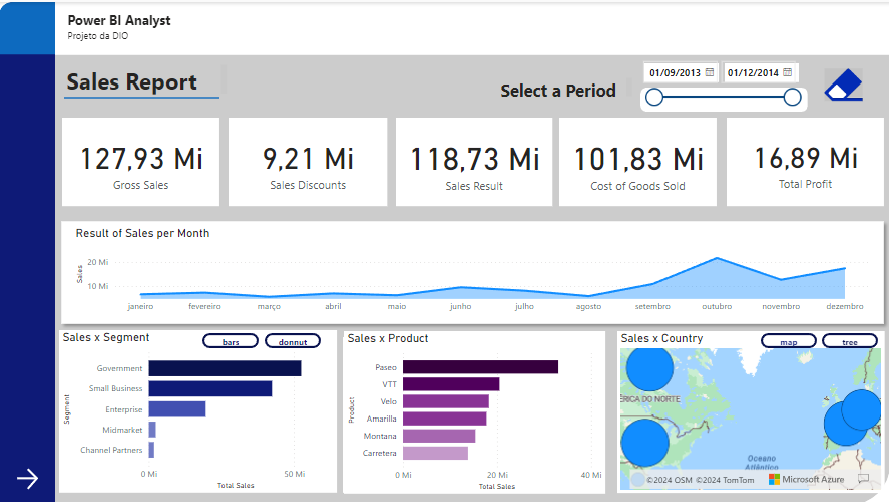 Power BI Analyst
Projeto da DIO
Sales Report
Select a Period
01/09/2013
01/12/2014
127,93 Mi
Gross Sales
9,21 Mi
Sales Discounts
118,73 Mi
Sales Result
101,83 Mi
Cost of Goods Sold
16,89 Mi
Total Profit
Result of Sales per Month
Sales
20 Mi
10 Mi
janeiro fevereiro março abril maio junho julho agosto setembro outubro novembro dezembro
Sales x Segment
bars
donnut
Segment
Government
Small Business
Enterprise
Midmarket
Channel Partners
0 Mi 50 Mi
Total Sales
Sales x Product
Product
Paseo
VTT
Velo
Amarilla
Montana
Carretera
0 Mi 20 Mi 40 Mi
Total Sales
Sales x Country
map
tree
ÉRICA DO NORTE
Oceano
Atlântico
©2024 OSM ©2024 TomTom
Microsoft Azure